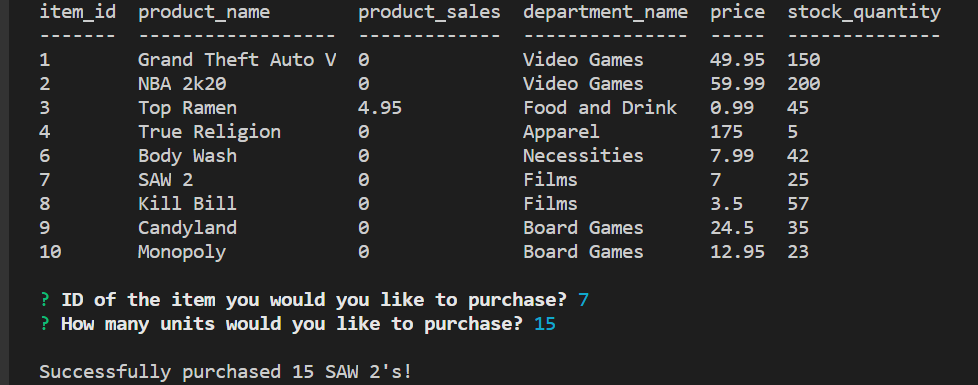 item_id  product_name        product_sales  department_name  price  stock_quantity
-------  ------------------  -------------  ---------------  -----  --------------
1        Grand Theft Auto V  0              Video Games      49.95  150
2        NBA 2k20            0              Video Games      59.99  200
3        Top Ramen           4.95           Food and Drink   0.99   45
4        True Religion       0              Apparel          175    5
6        Body Wash           0              Necessities      7.99   42
7        SAW 2               0              Films            7      25
8        Kill Bill           0              Films            3.5    57
9        Candyland           0              Board Games      24.5   35
10       Monopoly            0              Board Games      12.95  23
? ID of the item you would you like to purchase? 7
? How many units would you like to purchase? 15
Successfully purchased 15 SAW 2's!